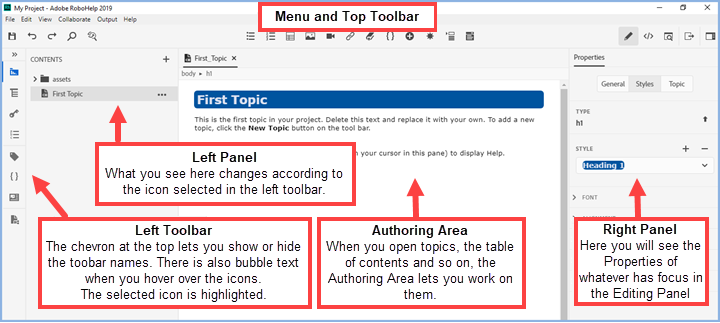 My Project - Adobe RoboHelp 2019
File Edit View Collaborate Output Help
Menu and Top Toolbar
CONTENTS +
assets
First Topic ...
First_Topic ×
body ▸ h1
First Topic
This is the first topic in your project. Delete this text and replace it with your own. To add a new
topic, click the New Topic button on the tool bar.
n your cursor in this pane) to display Help.
Properties
General Styles Topic
TYPE
h1
STYLE + −
Heading 1
FONT
Left Panel
What you see here changes according to
the icon selected in the left toolbar.
Left Toolbar
The chevron at the top lets you show or hide
the toobar names. There is also bubble text
when you hover over the icons.
The selected icon is highlighted.
Authoring Area
When you open topics, the table
of contents and so on, the
Authoring Area lets you work on
them.
Right Panel
Here you will see the
Properties of
whatever has focus in
the Editing Panel